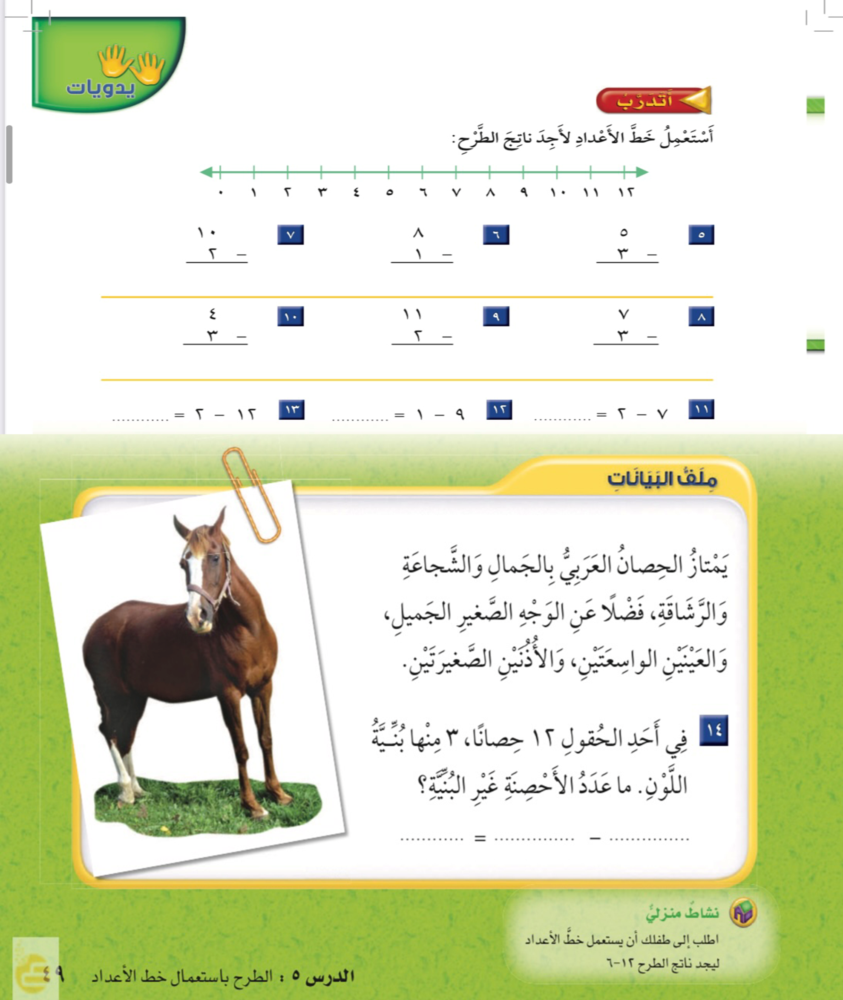 يدويات
أَتَدَرَّبُ
أَسْتَعْمِلُ خَطَّ الأَعْدادِ لأَجِدَ ناتِجَ الطَّرْحِ:
٠ ١ ٢ ٣ ٤ ٥ ٦ ٧ ٨ ٩ ١٠ ١١ ١٢
٥ ٥ ٦ ٨ ٧ ١٠
− ٣ − ١ − ٢
٨ ٧ ٩ ١١ ١٠ ٤
− ٣ − ٢ − ٣
١١ ٧ − ٢ = ............ ١٢ ٩ − ١ = ............ ١٣ ١٢ − ٢ = ............
مِلَفُّ البَيَانَاتِ
يَمْتازُ الحِصانُ العَرَبِيُّ بِالجَمالِ وَالشَّجاعَةِ
وَالرَّشَاقَةِ، فَضْلًا عَنِ الوَجْهِ الصَّغيرِ الجَميلِ،
وَالعَيْنَيْنِ الواسِعَتَيْنِ، وَالأُذُنَيْنِ الصَّغيرَتَيْنِ.
١٤ فِي أَحَدِ الحُقولِ ١٢ حِصانًا، ٣ مِنْها بُنِّـيَّةُ
اللَّوْنِ. ما عَدَدُ الأَحْصِنَةِ غَيْرِ البُنِّيَّةِ؟
............... − ............... = ............
نشاطٌ منزليٌّ
اطلب إلى طفلك أن يستعمل خطَّ الأعداد
ليجد ناتج الطرح ١٢-٦
الدرس ٥ : الطرح باستعمال خط الأعداد ٤٩